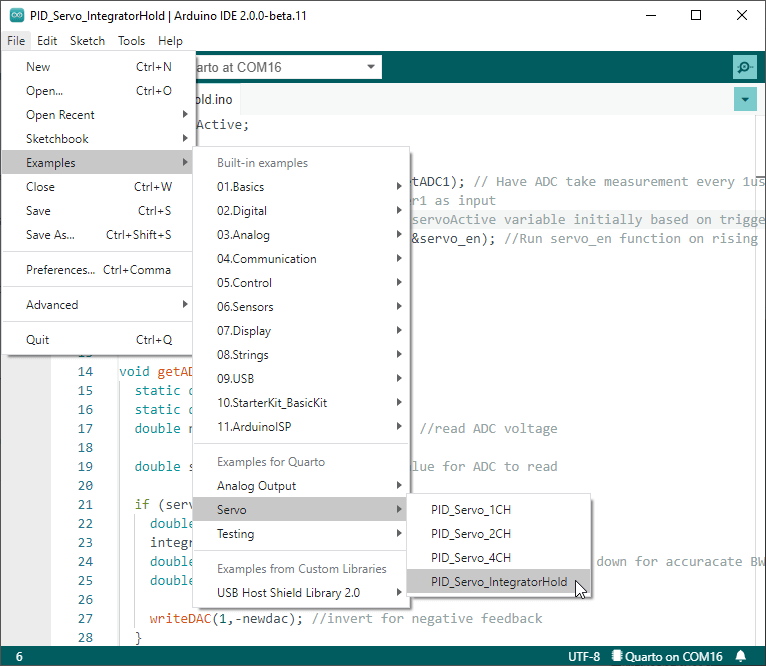 PID_Servo_IntegratorHold | Arduino IDE 2.0.0-beta.11
File Edit Sketch Tools Help
New Ctrl+N
Open... Ctrl+O
Open Recent
Sketchbook
Examples
Close Ctrl+W
Save Ctrl+S
Save As... Ctrl+Shift+S
Preferences... Ctrl+Comma
Advanced
Quit Ctrl+Q
arto at COM16
old.ino
Active;
etADC1); // Have ADC take measurement every 1us
er1 as input
servoActive variable initially based on trigge
&servo_en); //Run servo_en function on rising
Built-in examples
01.Basics
02.Digital
03.Analog
04.Communication
05.Control
06.Sensors
07.Display
08.Strings
09.USB
10.StarterKit_BasicKit
11.ArduinoISP
Examples for Quarto
Analog Output
Servo
Testing
Examples from Custom Libraries
USB Host Shield Library 2.0
PID_Servo_1CH
PID_Servo_2CH
PID_Servo_4CH
PID_Servo_IntegratorHold
14 void getAD
15 static d
16 static d
17 double n //read ADC voltage
18
19 double s lue for ADC to read
20
21 if (serv
22 double
23 integr
24 double down for accuracate BW
25 double
26
27 writeDAC(1,-newdac); //invert for negative feedback
28 }
6 UTF-8 Quarto on COM16